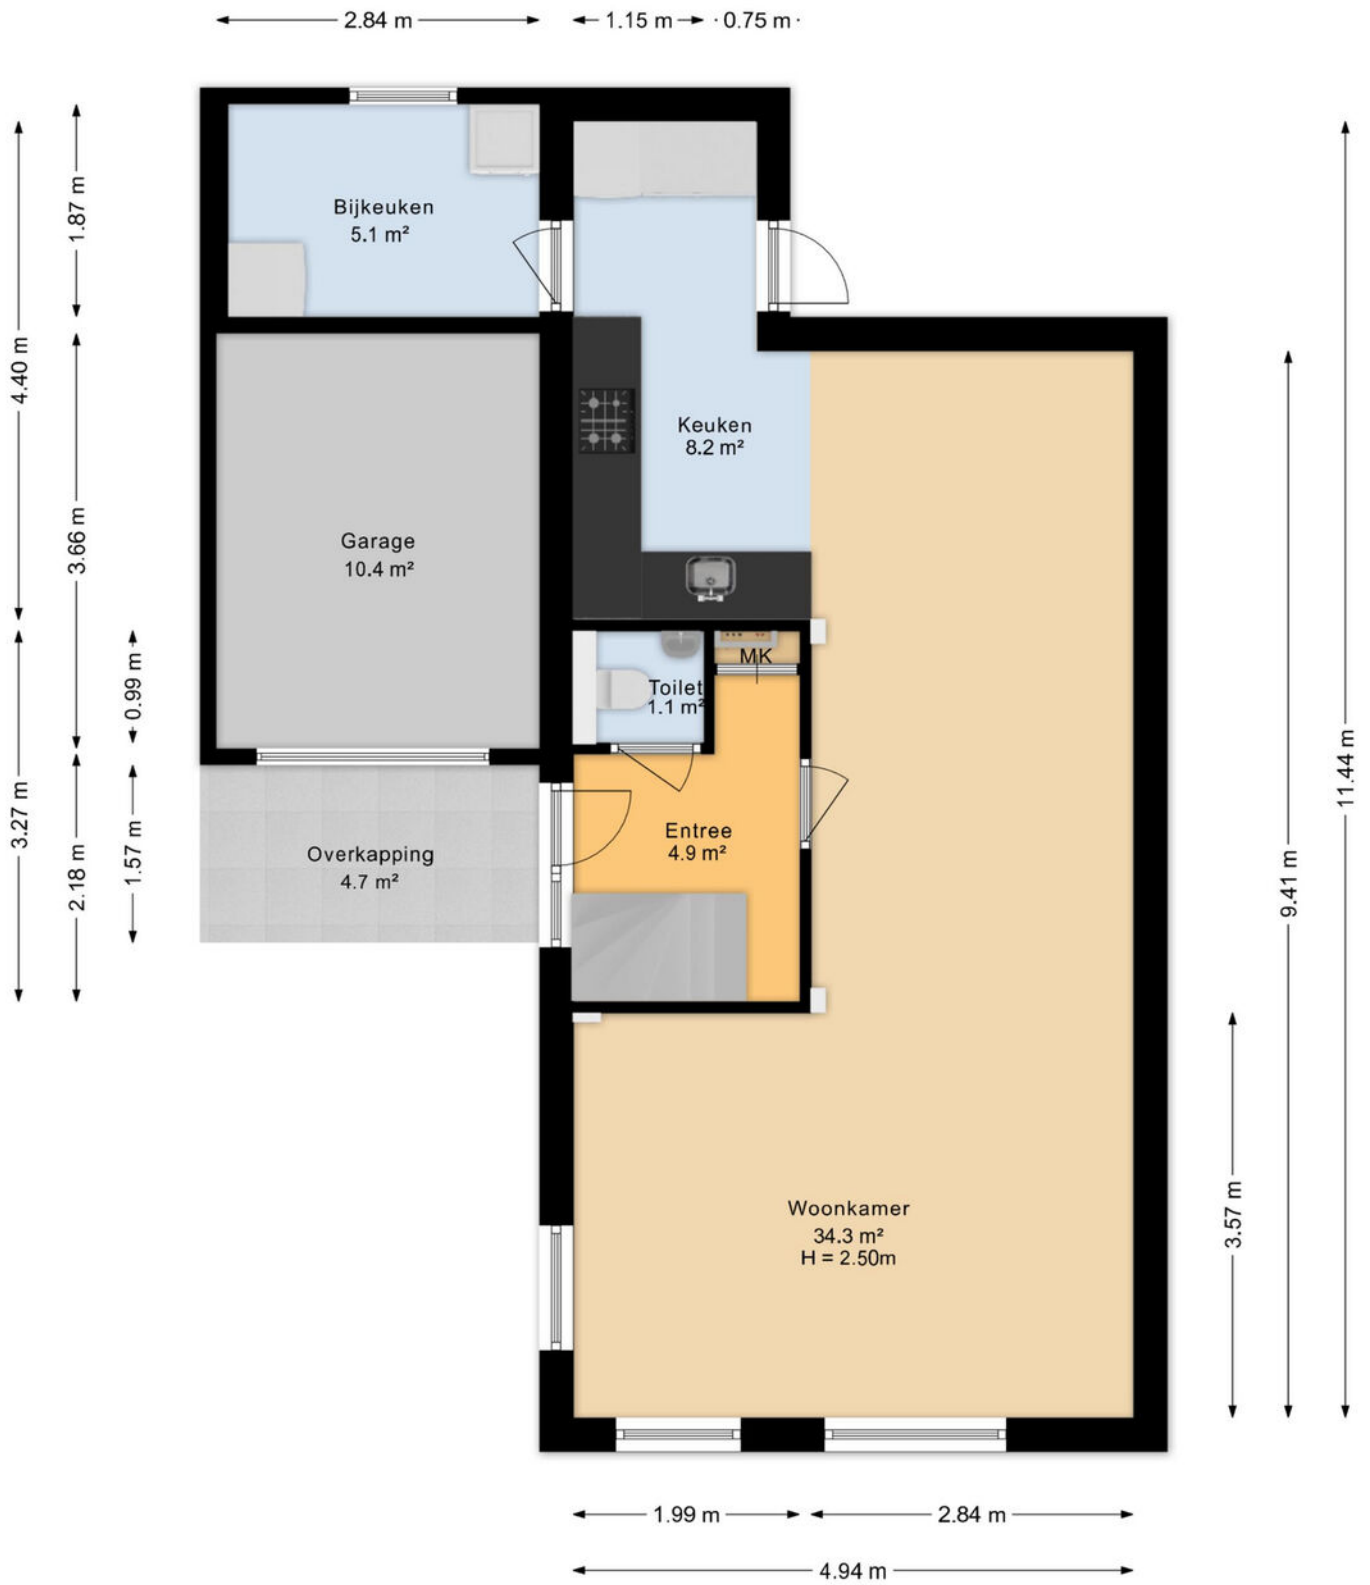 2.84 m
1.15 m
0.75 m
Bijkeuken
5.1 m²
1.87 m
4.40 m
Keuken
8.2 m²
Garage
10.4 m²
3.66 m
0.99 m
MK
Toilet
1.1 m²
11.44 m
3.27 m
2.18 m
1.57 m
Overkapping
4.7 m²
Entree
4.9 m²
9.41 m
Woonkamer
34.3 m²
H = 2.50m
3.57 m
1.99 m
2.84 m
4.94 m